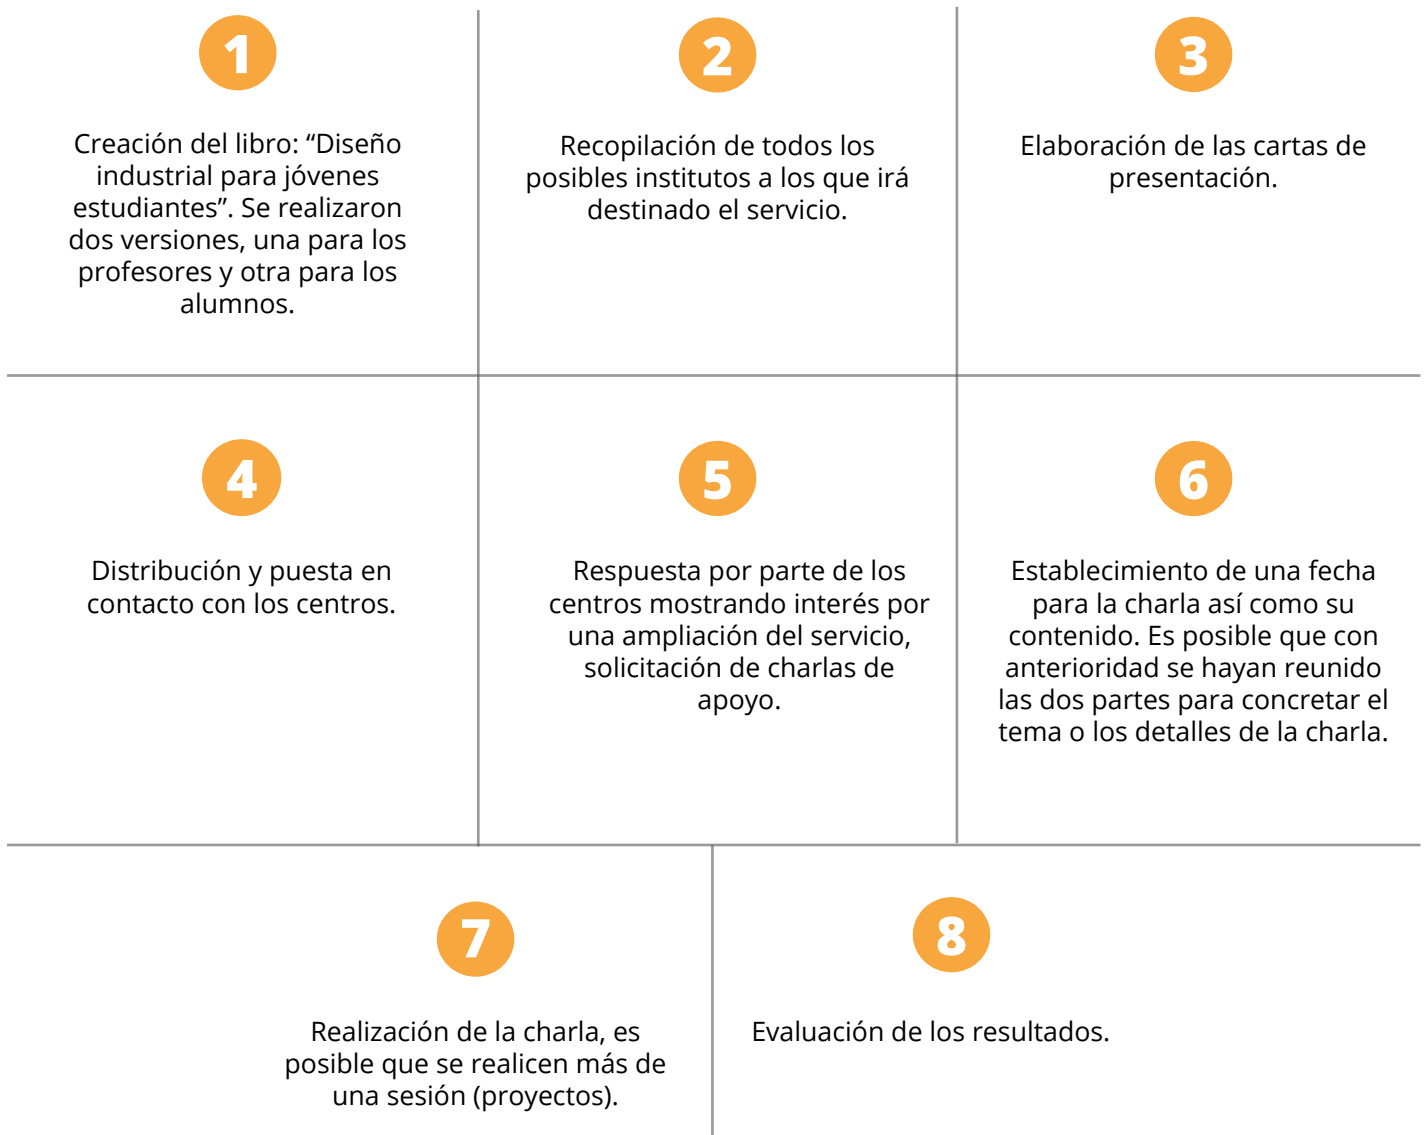 1
Creación del libro: “Diseño
industrial para jóvenes
estudiantes”. Se realizaron
dos versiones, una para los
profesores y otra para los
alumnos.
2
Recopilación de todos los
posibles institutos a los que irá
destinado el servicio.
3
Elaboración de las cartas de
presentación.
4
Distribución y puesta en
contacto con los centros.
5
Respuesta por parte de los
centros mostrando interés por
una ampliación del servicio,
solicitación de charlas de
apoyo.
6
Establecimiento de una fecha
para la charla así como su
contenido. Es posible que con
anterioridad se hayan reunido
las dos partes para concretar el
tema o los detalles de la charla.
7
Realización de la charla, es
posible que se realicen más de
una sesión (proyectos).
8
Evaluación de los resultados.